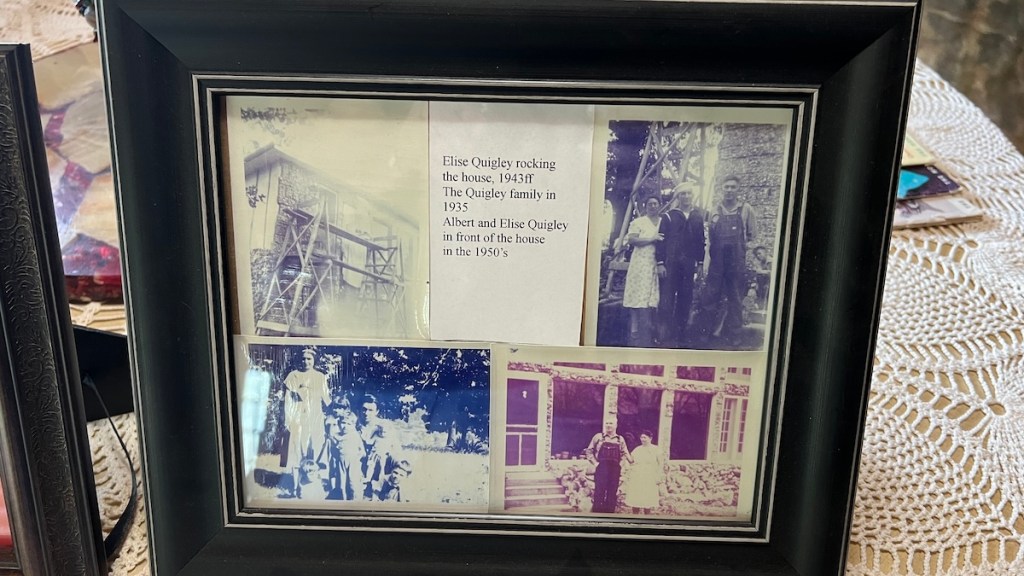 Elise Quigley rocking
the house, 1943ff
The Quigley family in
1935
Albert and Elise Quigley
in front of the house
in the 1950's